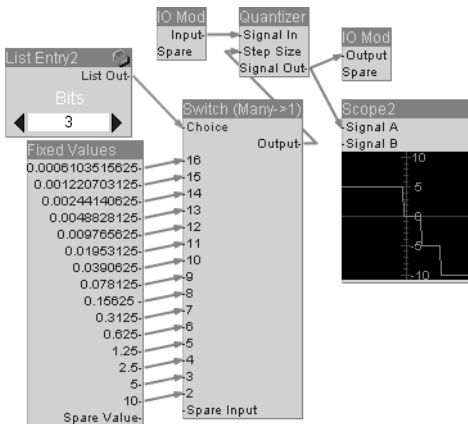 IO Mod
Input
Spare
Quantizer
Signal In
Step Size
Signal Out
IO Mod
Output
Spare
List Entry2
List Out
Bits
3
Switch (Many->1)
Choice
Output
16
15
14
13
12
11
10
9
8
7
6
5
4
3
2
Spare Input
Fixed Values
0.0006103515625
0.001220703125
0.00244140625
0.0048828125
0.009765625
0.01953125
0.0390625
0.078125
0.15625
0.3125
0.625
1.25
2.5
5
10
Spare Value
Scope2
Signal A
Signal B
10
5
0
-5
-10